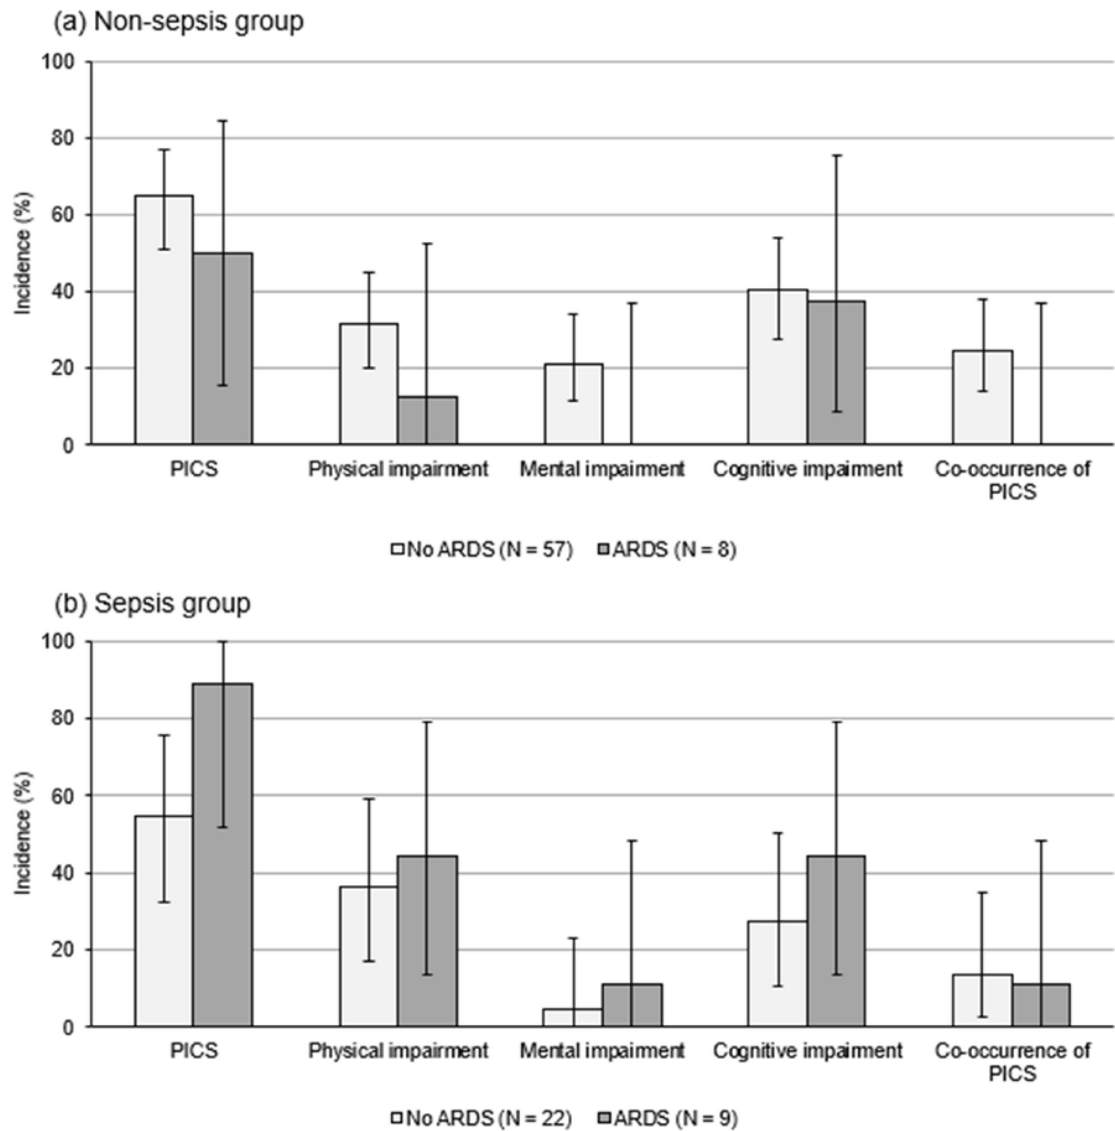 (a) Non-sepsis group
100
80
60
40
20
0
Incidence (%)
PICS Physical impairment Mental impairment Cognitive impairment Co-occurrence of
PICS
No ARDS (N = 57) ARDS (N = 8)
(b) Sepsis group
100
80
60
40
20
0
Incidence (%)
PICS Physical impairment Mental impairment Cognitive impairment Co-occurrence of
PICS
No ARDS (N = 22) ARDS (N = 9)